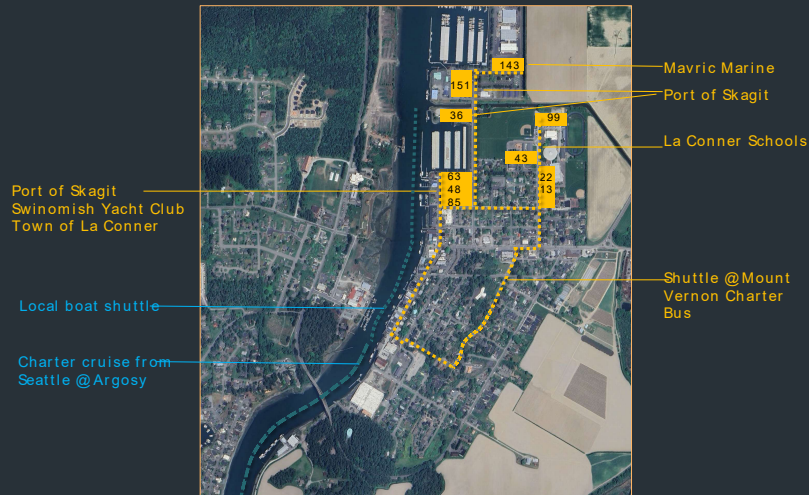 143
Mavric Marine
151
Port of Skagit
36
99
La Conner Schools
43
63
22
Port of Skagit
48
13
Swinomish Yacht Club
85
Town of La Conner
Shuttle @Mount
Vernon Charter
Bus
Local boat shuttle
Charter cruise from
Seattle @Argosy